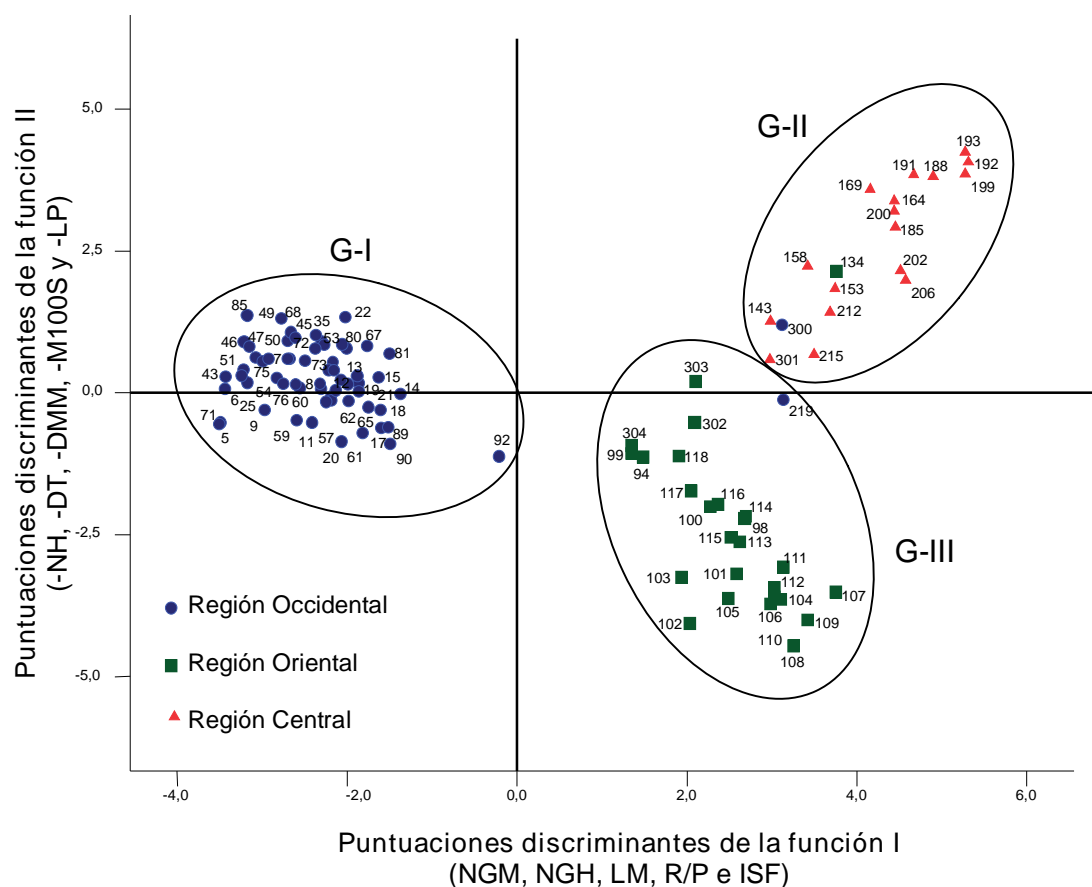 Puntuaciones discriminantes de la función II
(-NH, -DT, -DMM, -M100S y -LP)
5,0
2,5
0,0
-2,5
-5,0
G-II
193
191 188 192
169 199
164
200
185
158 134 202
153 206
143 212
300
301 215
G-I
85 49 68 22
45 35
46 47 50 53 80 67
72 81
51 7 73 13
75 15
43 8 12 14
54 19 21
6 76
25 60 18
71 9 62 65
59 89
5 11 57 17 92
20 61 90
303
219
304 302
99 118
94
117 116
100 114
98
115 113
111
103 101 112
107
105 104
106
102 109
110
108
G-III
Región Occidental
Región Oriental
Región Central
-4,0 -2,0 0,0 2,0 4,0 6,0
Puntuaciones discriminantes de la función I
(NGM, NGH, LM, R/P e ISF)